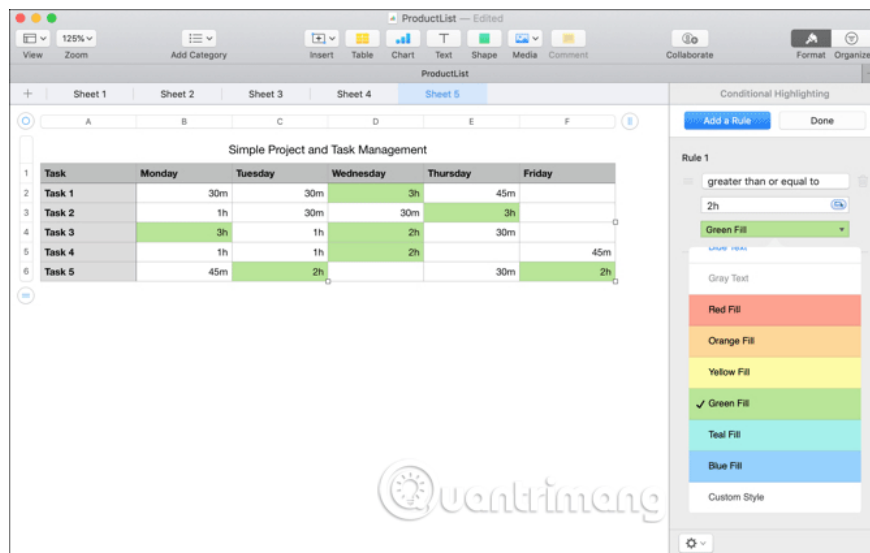 ProductList — Edited
125%
View Zoom Add Category Insert Table Chart Text Shape Media Comment Collaborate Format Organize
ProductList
Sheet 1 Sheet 2 Sheet 3 Sheet 4 Sheet 5
Conditional Highlighting
A B C D E F
Add a Rule Done
Simple Project and Task Management
Rule 1
1 Task Monday Tuesday Wednesday Thursday Friday
greater than or equal to
2 Task 1 30m 30m 3h 45m
2h
3 Task 2 1h 30m 30m 3h
4 Task 3 3h 1h 2h 30m
Green Fill
5 Task 4 1h 1h 2h 45m
Blue Text
6 Task 5 45m 2h 30m 2h
Gray Text
Red Fill
Orange Fill
Yellow Fill
Green Fill
Teal Fill
Blue Fill
Custom Style
Quantrimang